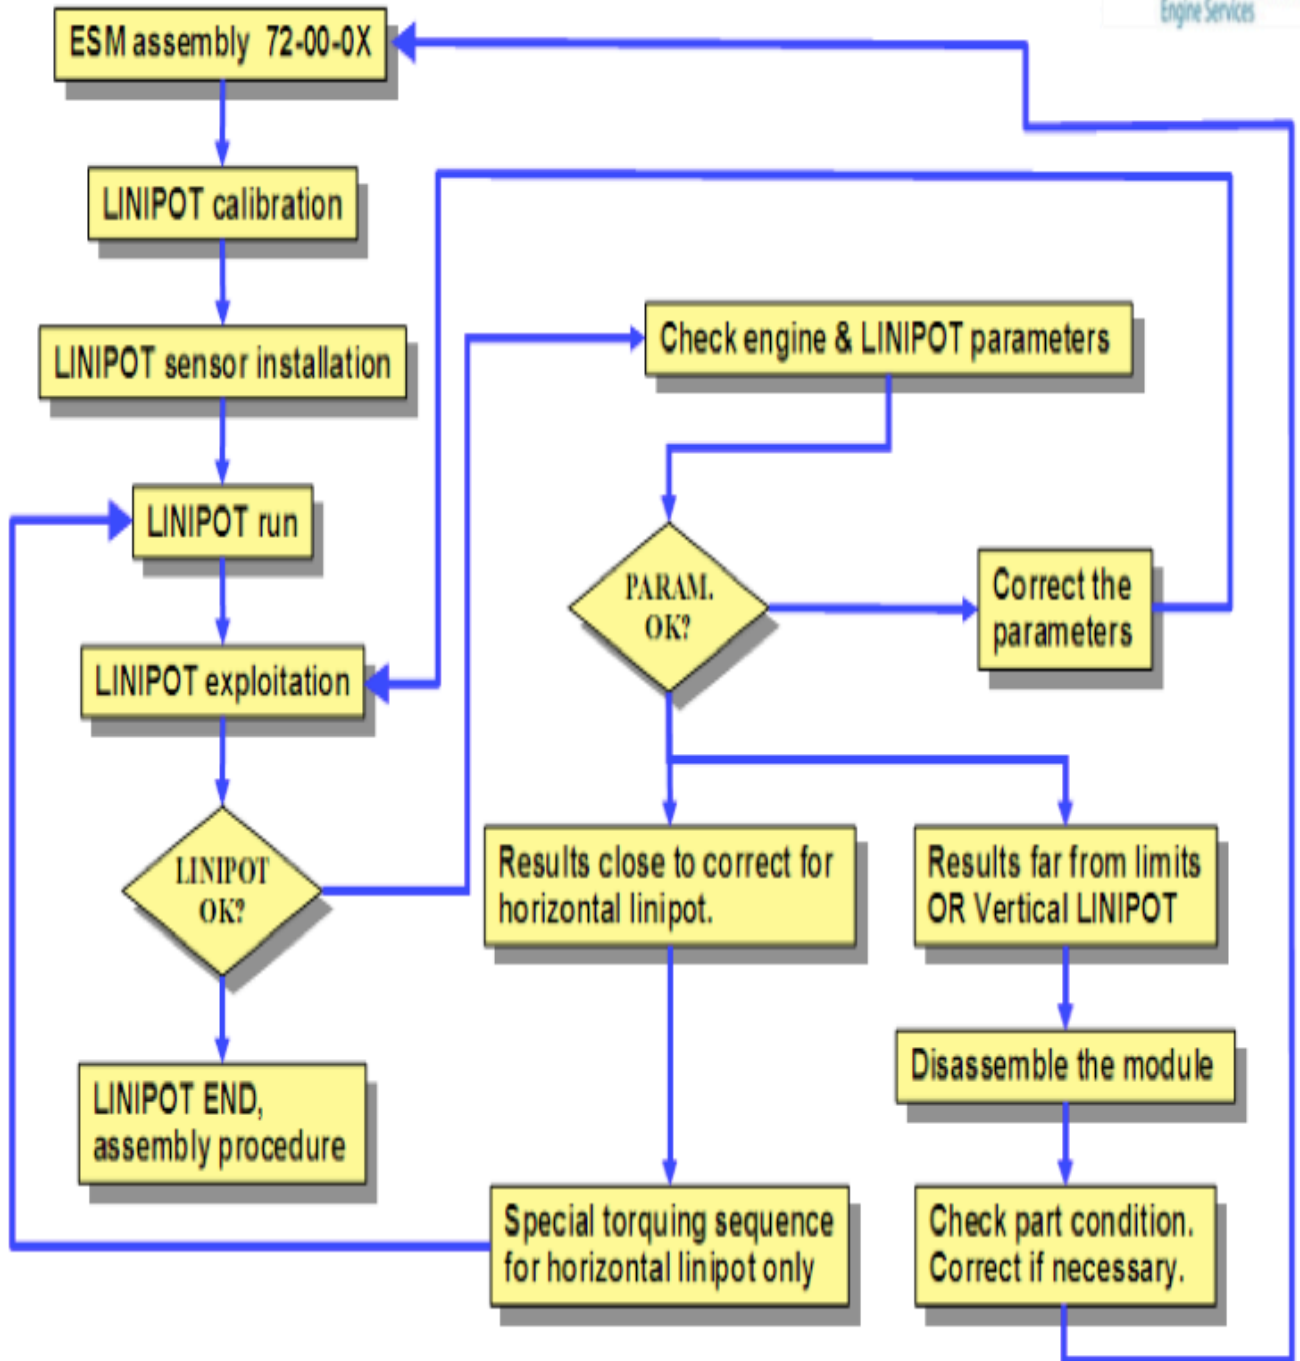 Engine Services
ESM assembly 72-00-0X
LINIPOT calibration
LINIPOT sensor installation
LINIPOT run
LINIPOT exploitation
LINIPOT
OK?
LINIPOT END,
assembly procedure
Check engine & LINIPOT parameters
PARAM.
OK?
Correct the
parameters
Results close to correct for
horizontal linipot.
Results far from limits
OR Vertical LINIPOT
Disassemble the module
Special torquing sequence
for horizontal linipot only
Check part condition.
Correct if necessary.